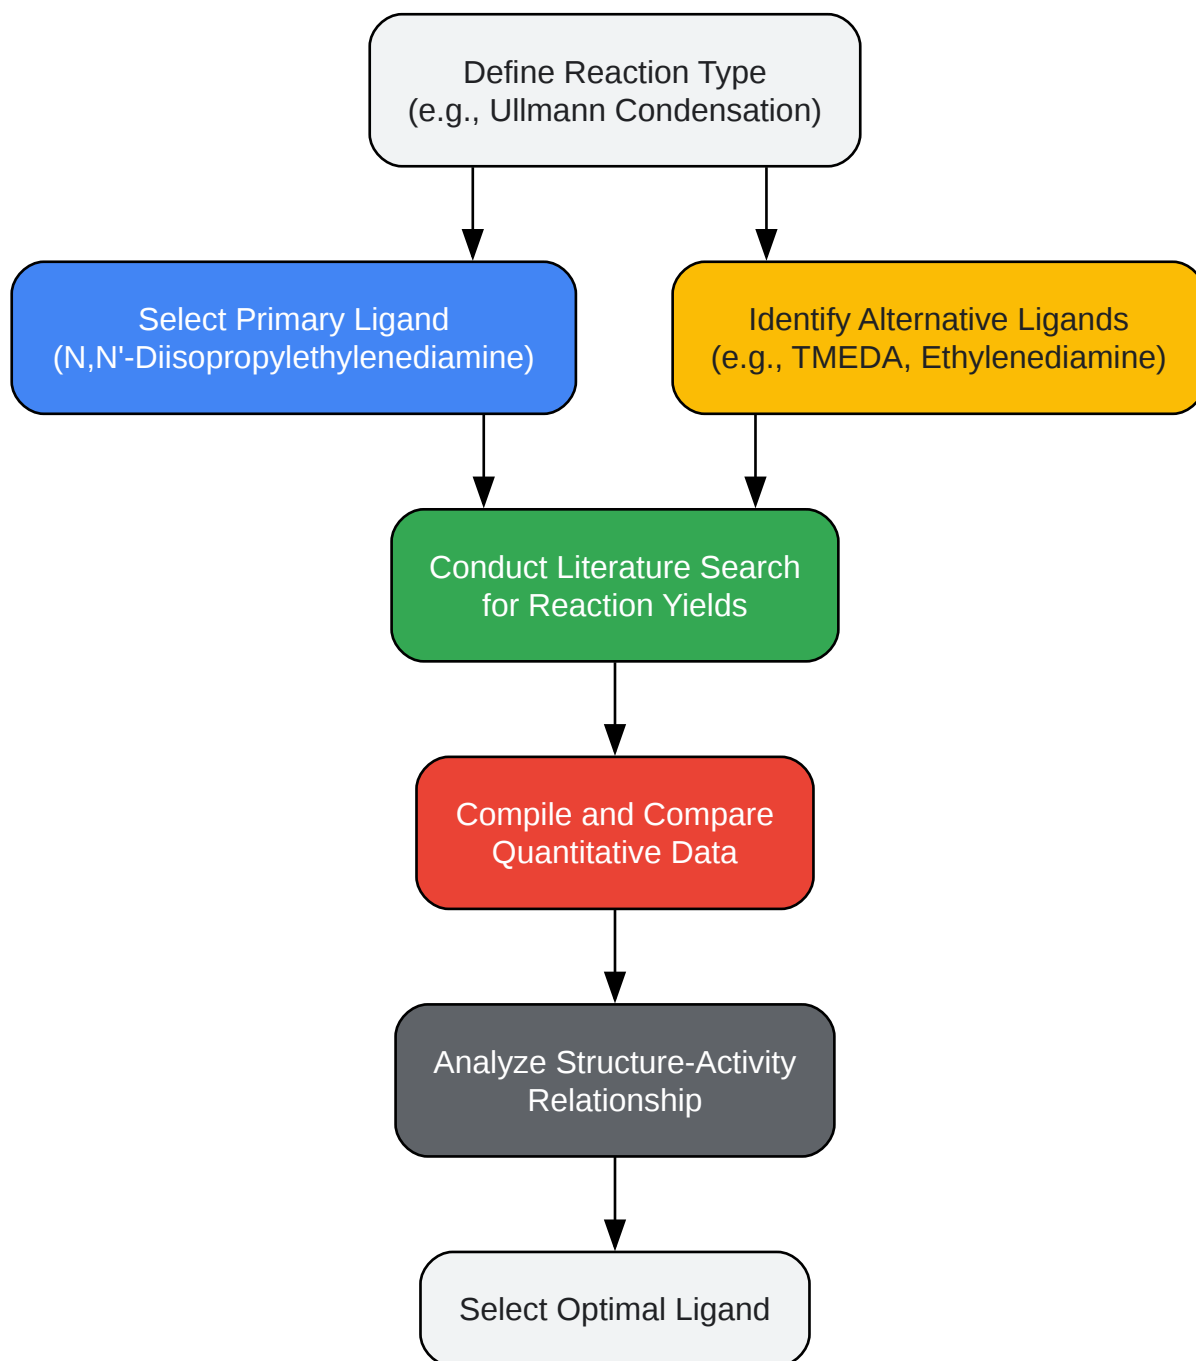 Define Reaction Type
(e.g., Ullmann Condensation)
Select Primary Ligand
(N,N'-Diisopropylethylenediamine)
Identify Alternative Ligands
(e.g., TMEDA, Ethylenediamine)
Conduct Literature Search
for Reaction Yields
Compile and Compare
Quantitative Data
Analyze Structure-Activity
Relationship
Select Optimal Ligand